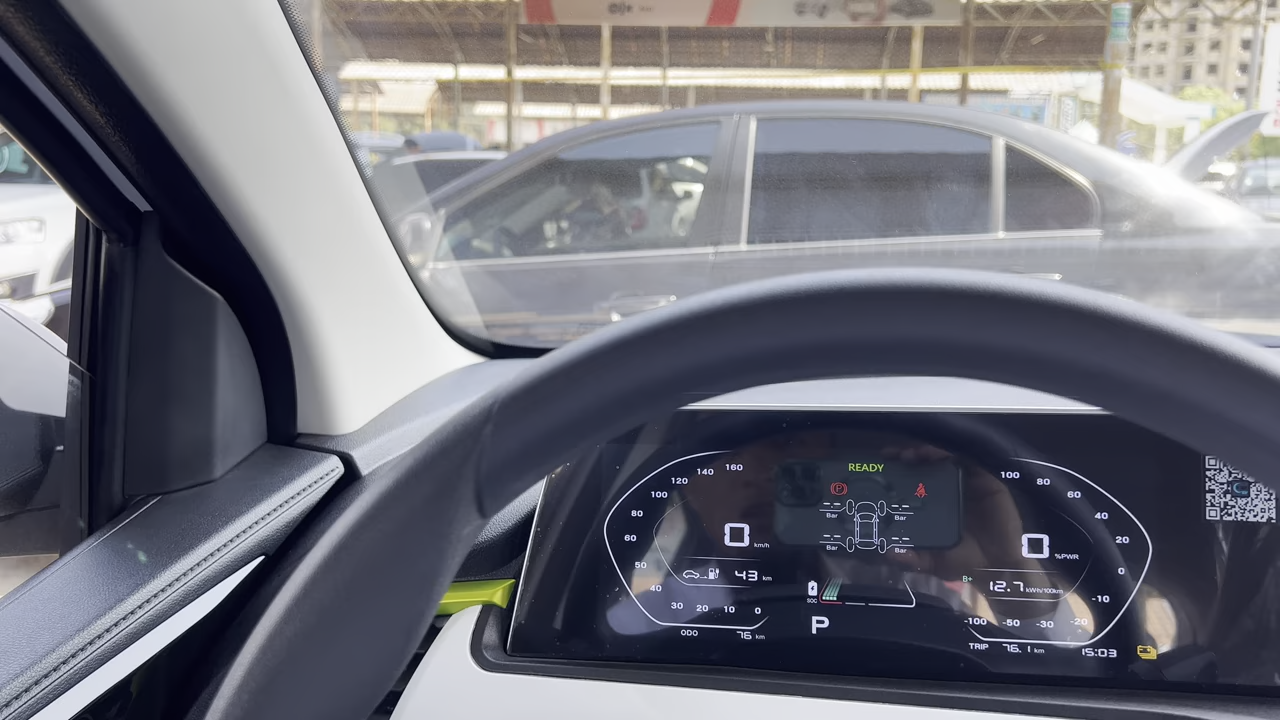 READY
160
140
120
100
80
60
50
40
30 20 10 0
0 km/h
43 km
ODO 76 km
P
Bar
Bar
Bar
Bar
P
SOC
100
80
60
40
20
0
-10
-20
-30
-50
-100
0 %PWR
B+
12.7 kWh/100km
TRIP 76.1 km
15:03